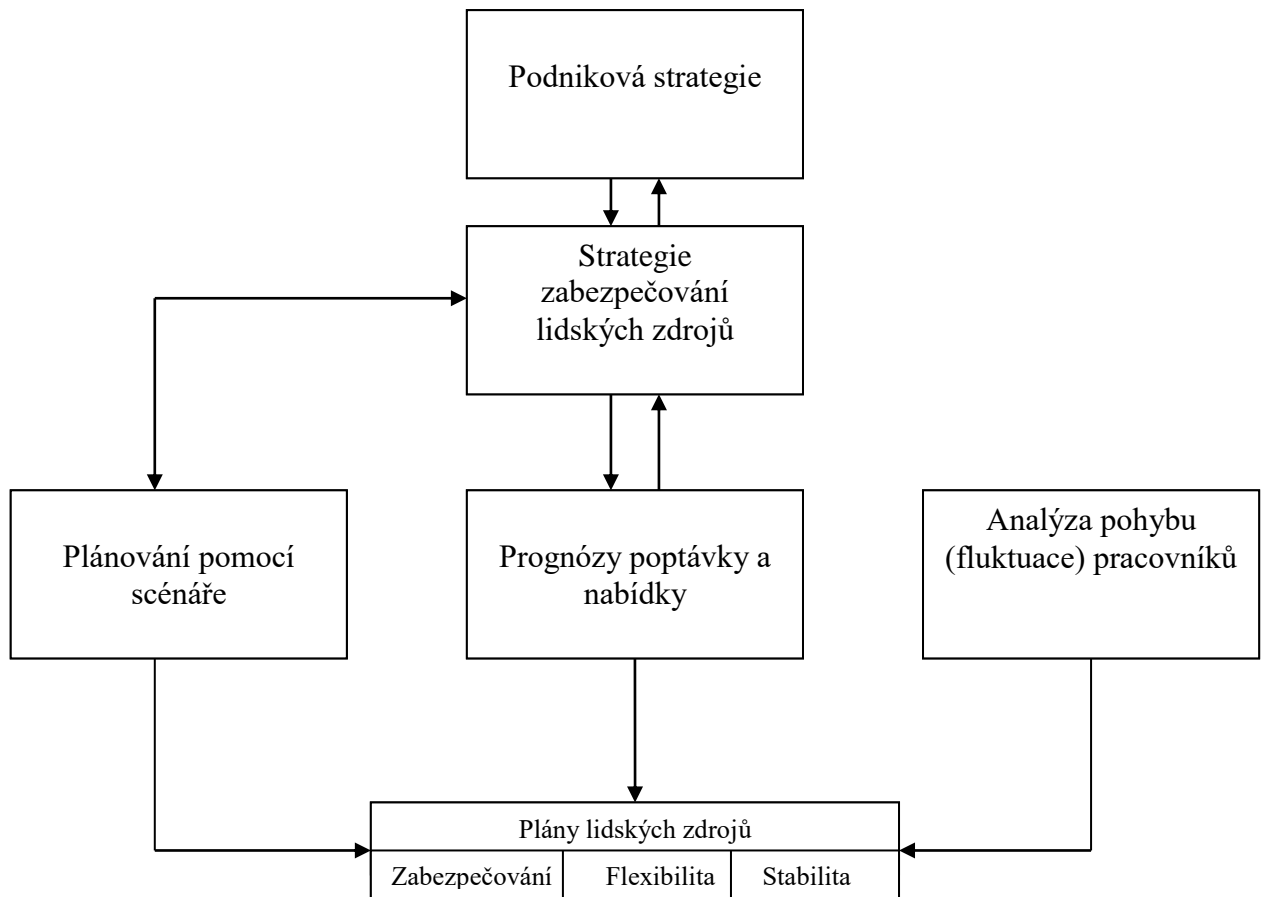 Podniková strategie
Strategie
zabezpečování
lidských zdrojů
Plánování pomocí
scénáře
Prognózy poptávky a
nabídky
Analýza pohybu
(fluktuace) pracovníků
Plány lidských zdrojů
Zabezpečování Flexibilita Stabilita